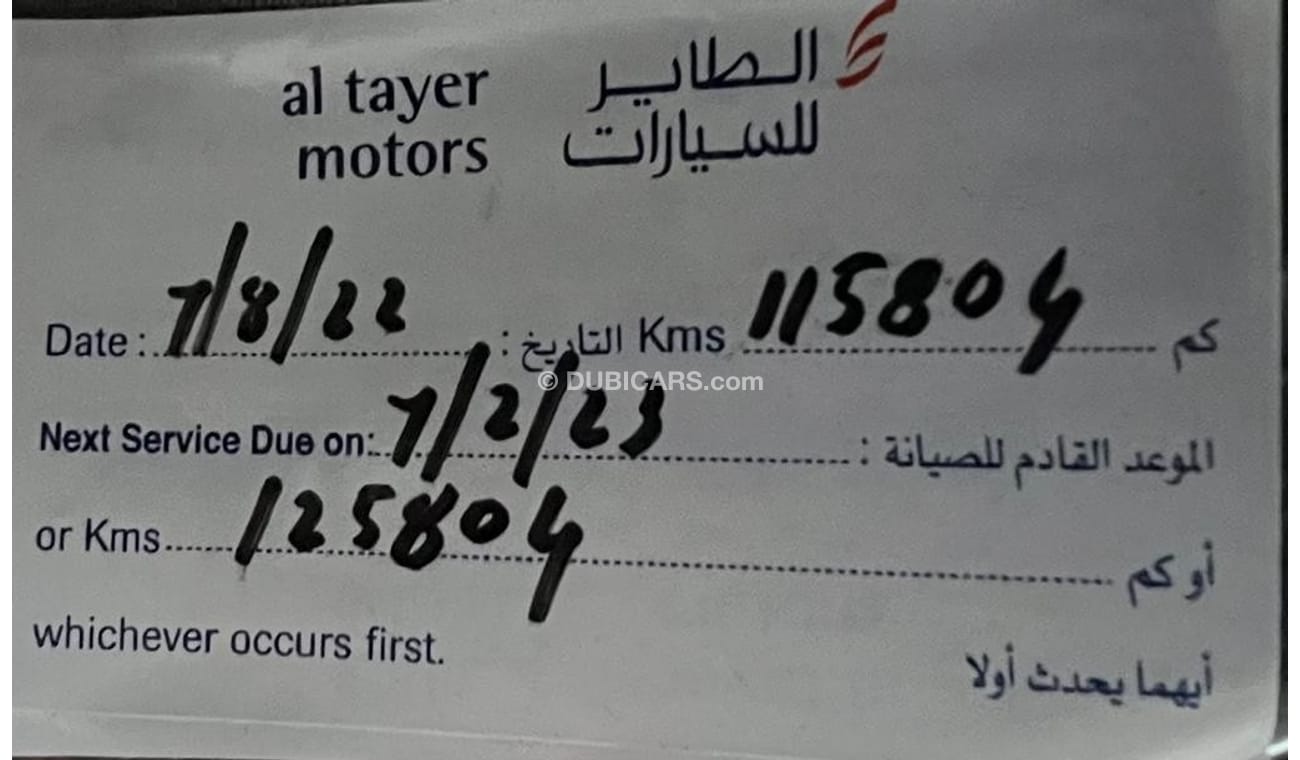 al tayer الطاير
motors للسيارات
Date : 7/8/22 التاريخ : Kms 115804 كم
© DUBICARS.com
Next Service Due on: 7/2/23 الموعد القادم للصيانة :
or Kms 125804 أو كم
whichever occurs first. أيهما يحدث أولا